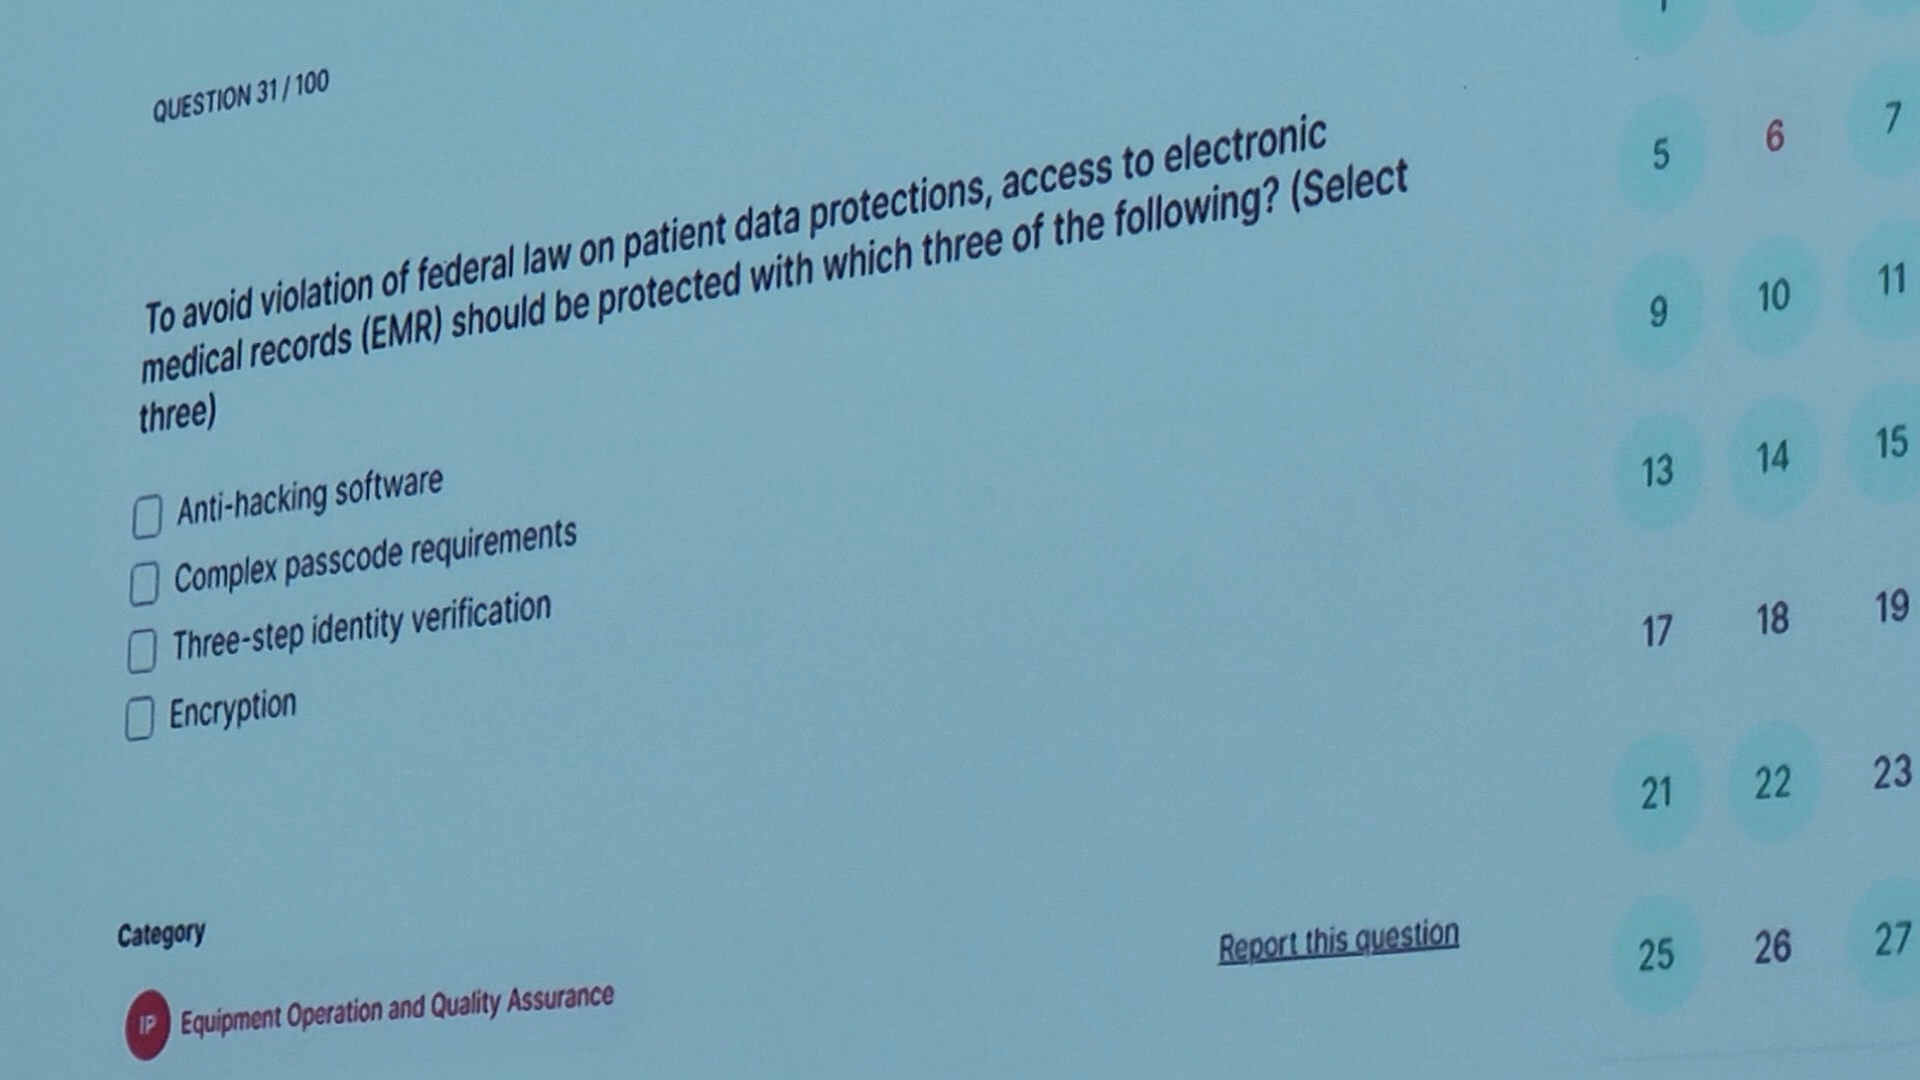 QUESTION 31 / 100
To avoid violation of federal law on patient data protections, access to electronic
medical records (EMR) should be protected with which three of the following? (Select
three)
Anti-hacking software
Complex passcode requirements
Three-step identity verification
Encryption
Category
IP Equipment Operation and Quality Assurance
Report this question
5 6 7
9 10 11
13 14 15
17 18 19
21 22 23
25 26 27